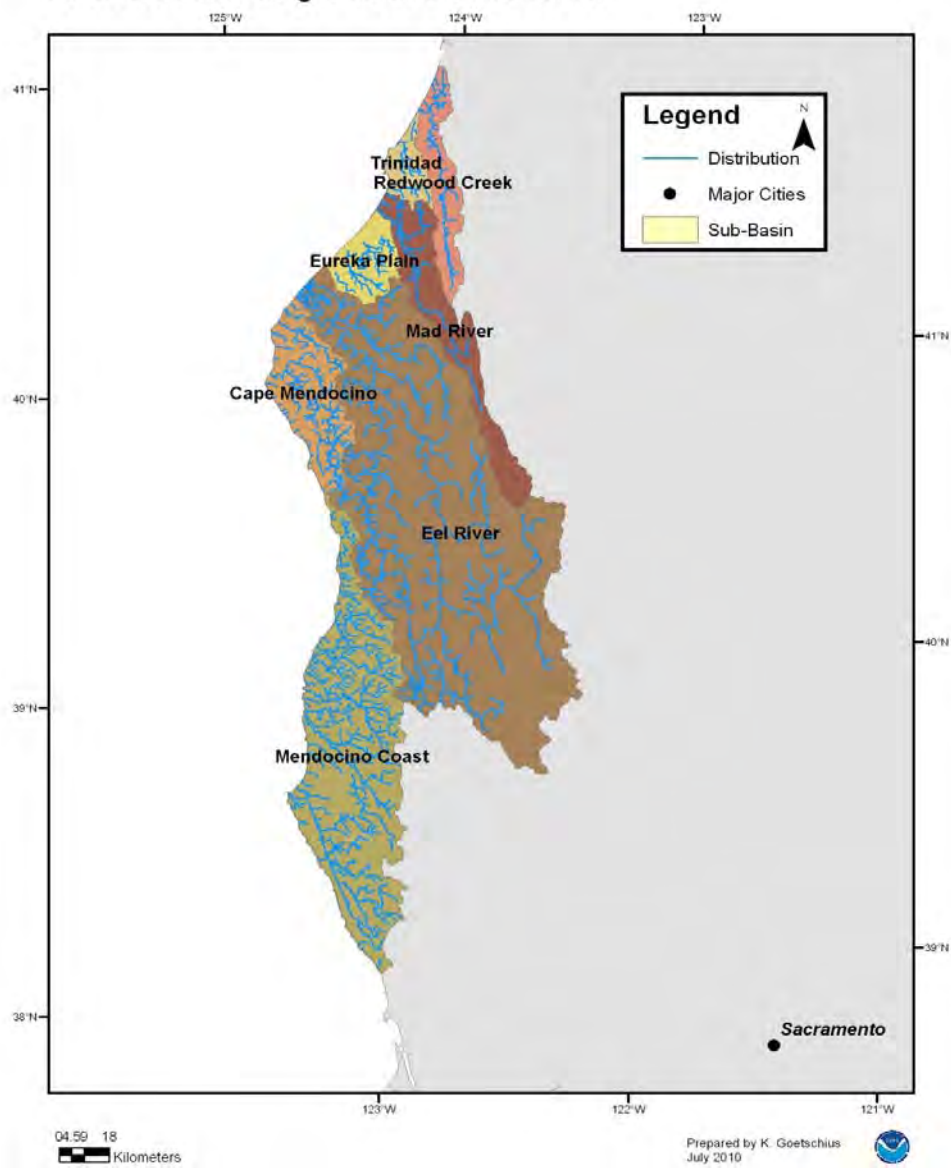 125°W 124°W 123°W
41°N
Legend
N
Distribution
Major Cities
Sub-Basin
Trinidad
Redwood Creek
Eureka Plain
Mad River
41°N
Cape Mendocino
40°N
Eel River
40°N
39°N
Mendocino Coast
39°N
38°N
Sacramento
123°W 122°W 121°W
04.59 18
Kilometers
Prepared by K. Goetschius
July 2010